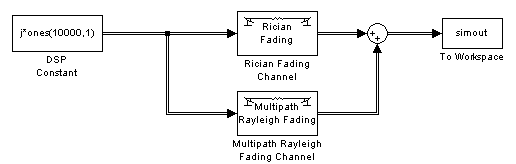 j*ones(10000,1)
DSP
Constant
Rician
Fading
Rician Fading
Channel
Multipath
Rayleigh Fading
Multipath Rayleigh
Fading Channel
+
+
simout
To Workspace